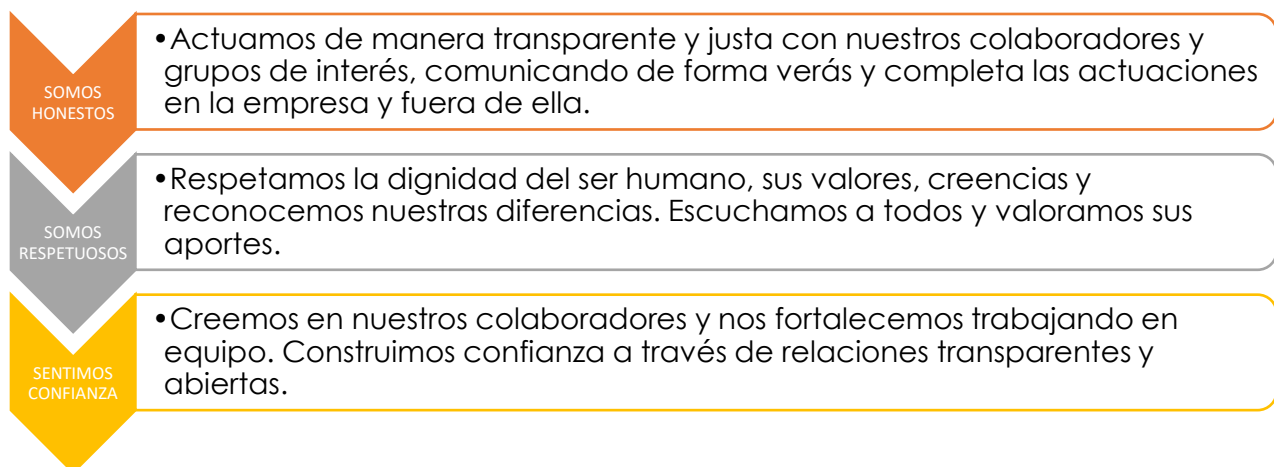 SOMOS
HONESTOS
•Actuamos de manera transparente y justa con nuestros colaboradores y
grupos de interés, comunicando de forma verás y completa las actuaciones
en la empresa y fuera de ella.
SOMOS
RESPETUOSOS
•Respetamos la dignidad del ser humano, sus valores, creencias y
reconocemos nuestras diferencias. Escuchamos a todos y valoramos sus
aportes.
SENTIMOS
CONFIANZA
•Creemos en nuestros colaboradores y nos fortalecemos trabajando en
equipo. Construimos confianza a través de relaciones transparentes y
abiertas.